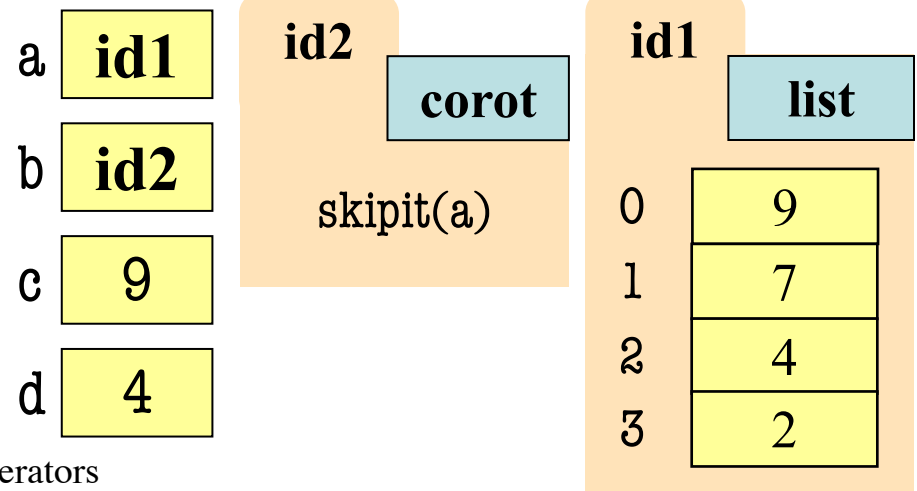 a id1
b id2
c 9
d 4
id2
corot
skipit(a)
id1
list
0 9
1 7
2 4
3 2
erators